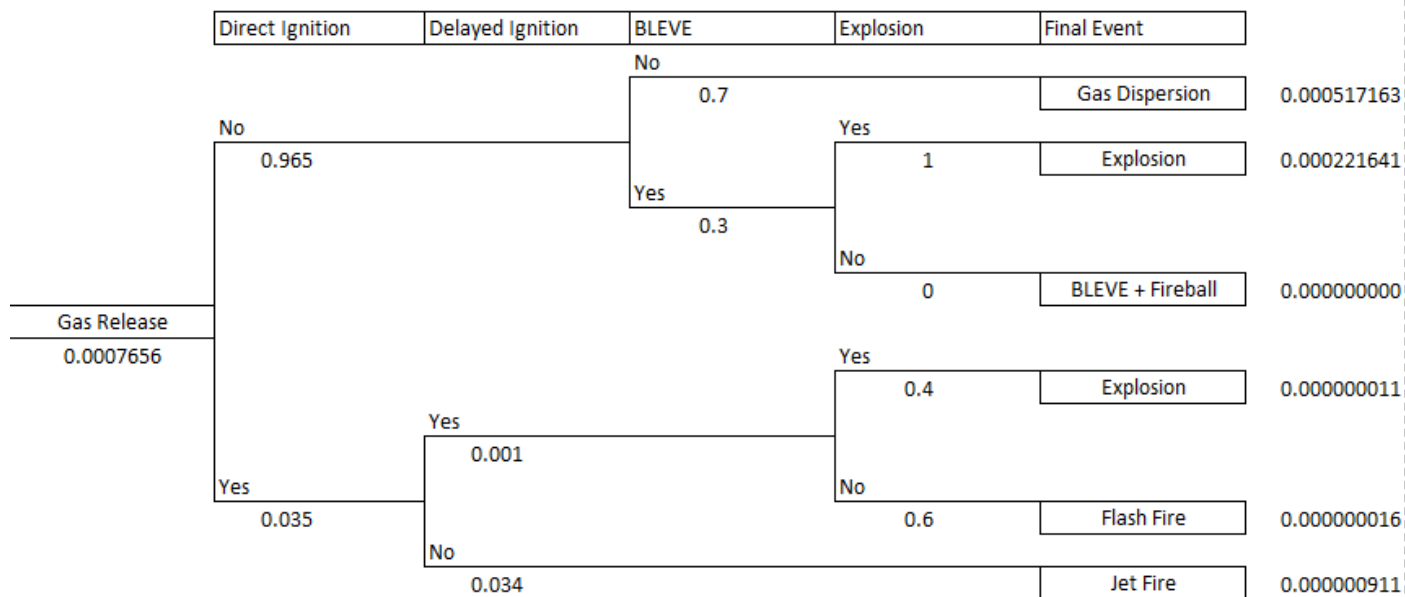 Direct Ignition Delayed Ignition BLEVE Explosion Final Event
No
0.7 Gas Dispersion 0.000517163
No Yes
0.965 1 Explosion 0.000221641
Yes
0.3
No
0 BLEVE + Fireball 0.000000000
Gas Release
0.0007656 Yes
0.4 Explosion 0.000000011
Yes
0.001
Yes No
0.035 0.6 Flash Fire 0.000000016
No
0.034 Jet Fire 0.000000911